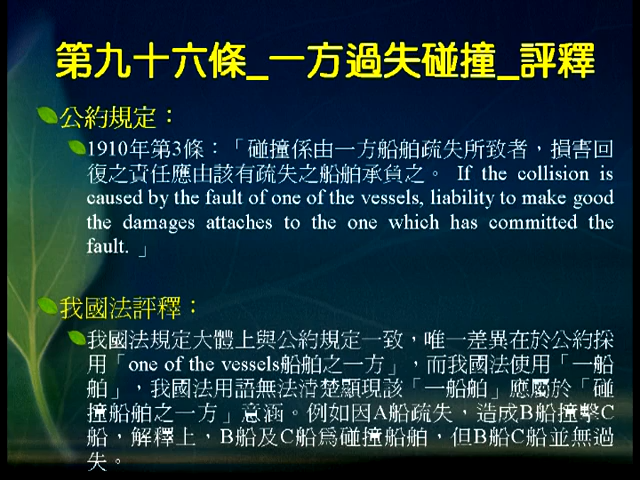 第九十六條_一方過失碰撞_評釋
公約規定：
1910年第3條：「碰撞係由一方船舶疏失所致者，損害回
復之責任應由該有疏失之船舶承負之。 If the collision is
caused by the fault of one of the vessels, liability to make good
the damages attaches to the one which has committed the
fault. 」
我國法評釋：
我國法規定大體上與公約規定一致，唯一差異在於公約採
用「one of the vessels船舶之一方」，而我國法使用「一船
舶」，我國法用語無法清楚顯現該「一船舶」應屬於「碰
撞船舶之一方」意涵。例如因A船疏失，造成B船撞擊C
船，解釋上，B船及C船為碰撞船舶，但B船C船並無過
失。